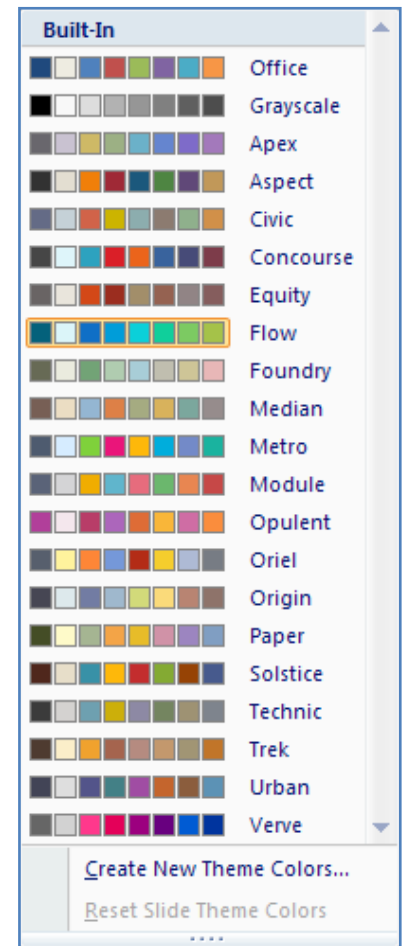 Built-In
Office
Grayscale
Apex
Aspect
Civic
Concourse
Equity
Flow
Foundry
Median
Metro
Module
Opulent
Oriel
Origin
Paper
Solstice
Technic
Trek
Urban
Verve
Create New Theme Colors...
Reset Slide Theme Colors